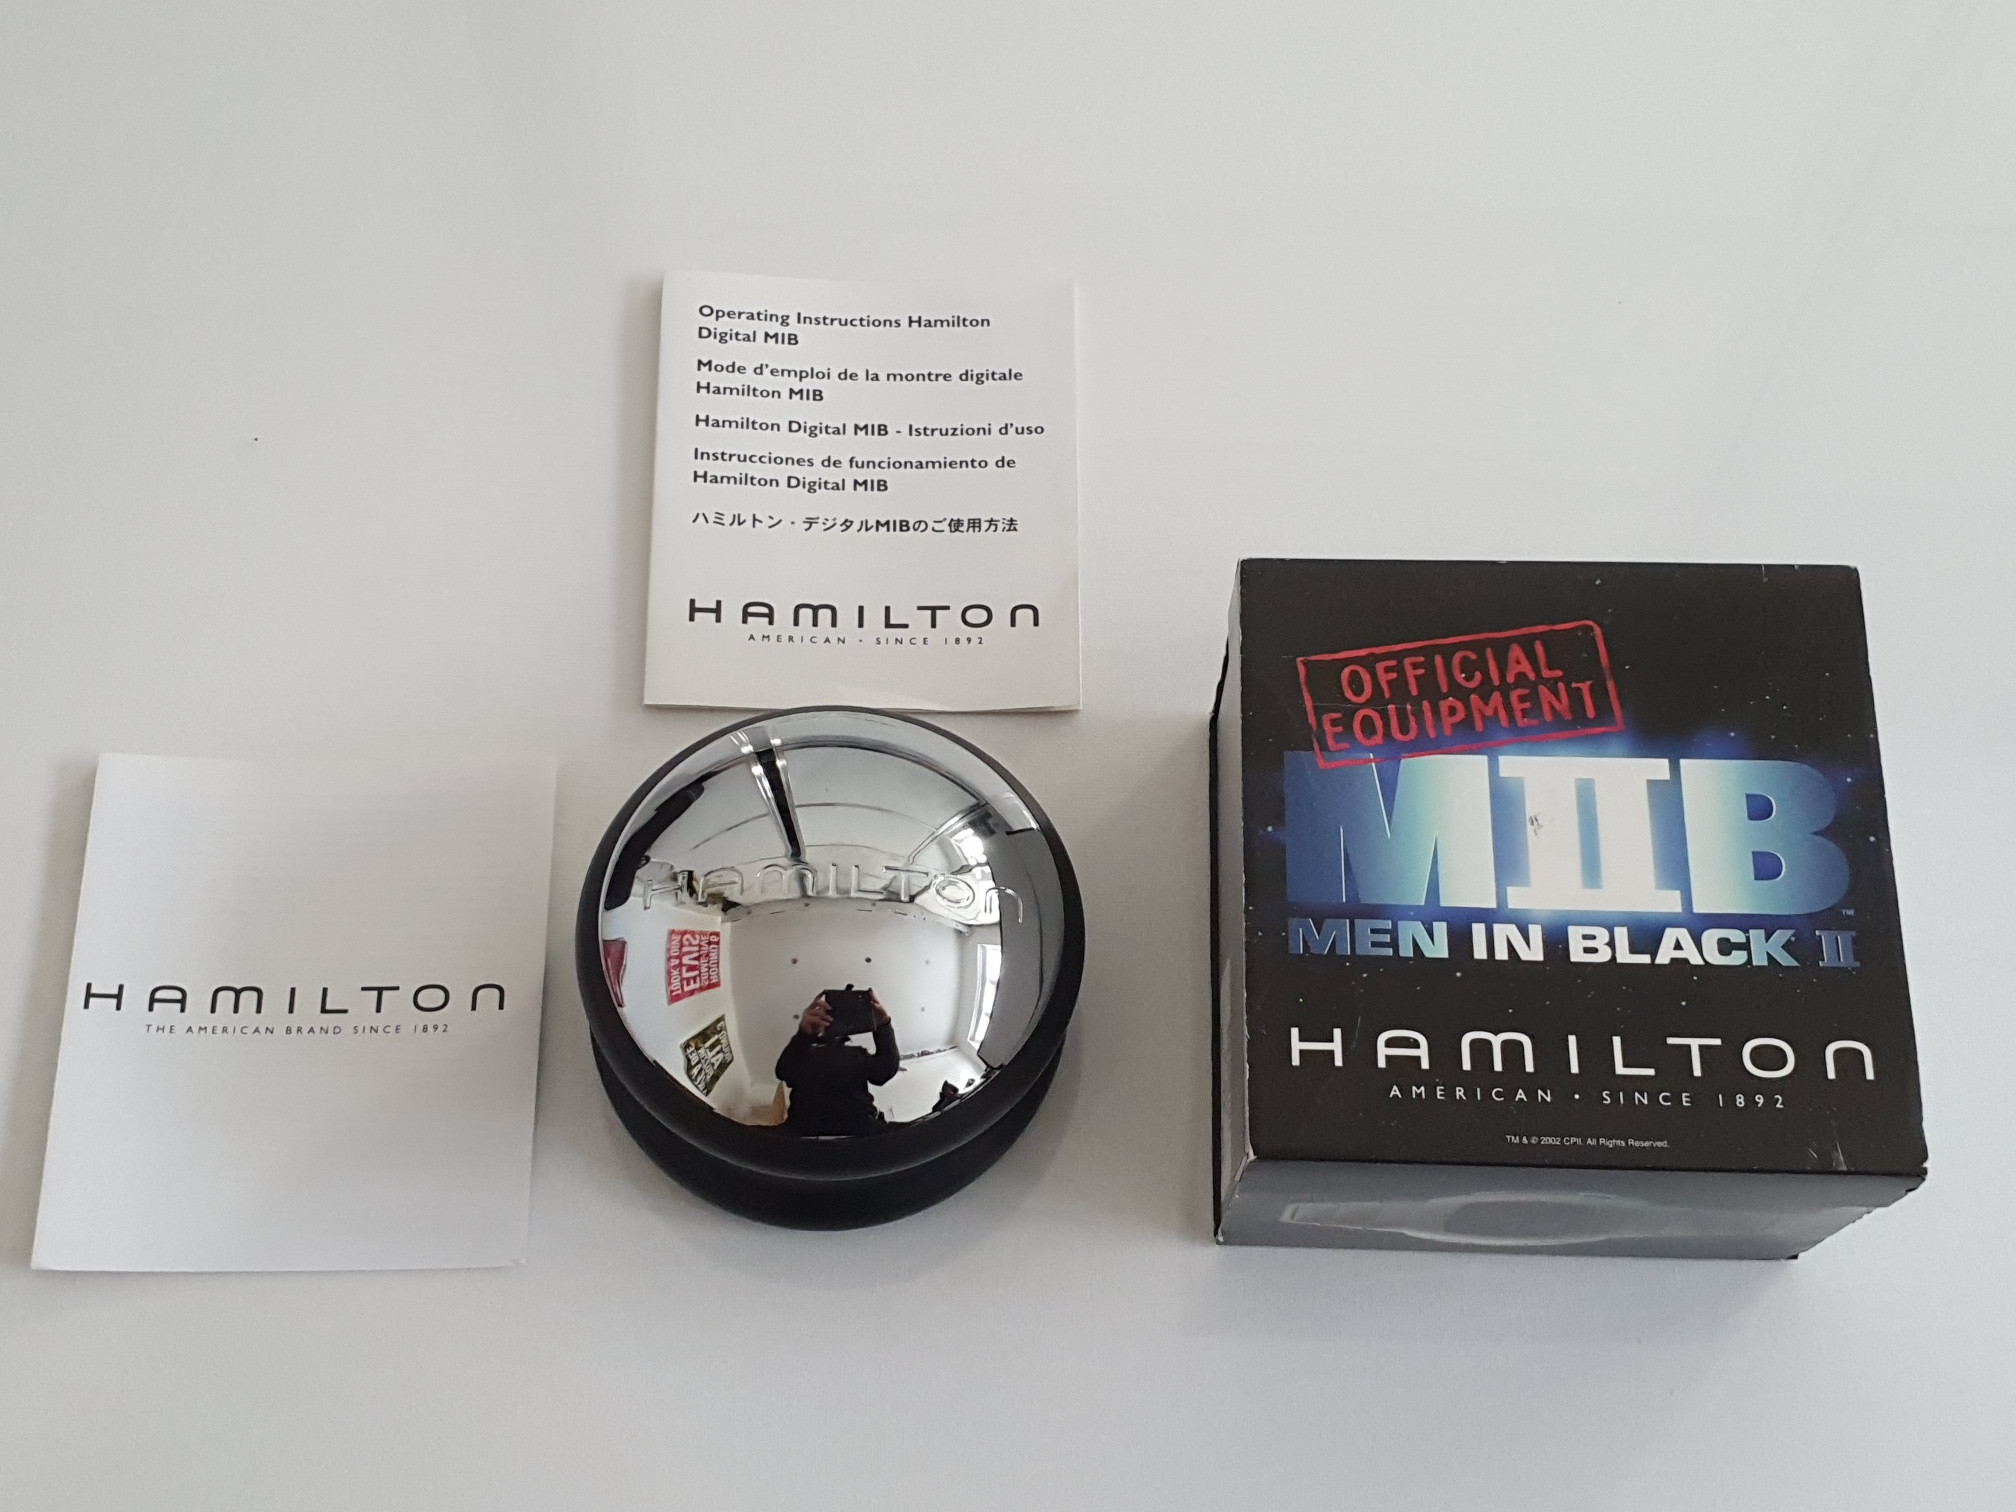 Operating Instructions Hamilton
Digital MIB
Mode d'emploi de la montre digitale
Hamilton MIB
Hamilton Digital MIB - Istruzioni d'uso
Instrucciones de funcionamiento de
Hamilton Digital MIB
ハミルトン・デジタルMIBのご使用方法
HAMILTON
AMERICAN · SINCE 1892
HAMILTON
THE AMERICAN BRAND SINCE 1892
HAMILTON
ELVIS
OFFICIAL
EQUIPMENT
MIIB
™
MEN IN BLACK II
HAMILTON
AMERICAN · SINCE 1892
TM & © 2002 CPII. All Rights Reserved.